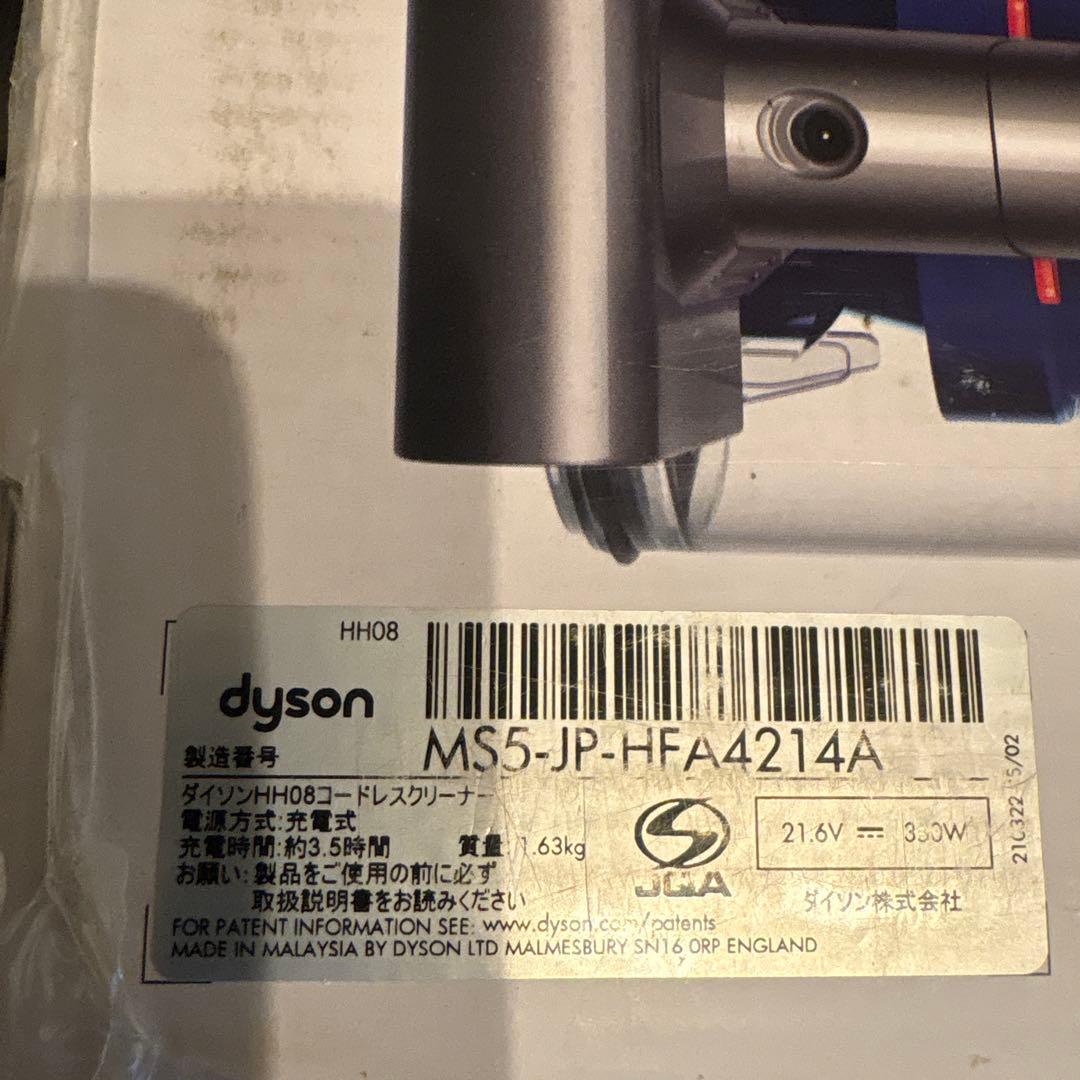 HH08
dyson
製造番号
MS5-JP-HFA4214A
ダイソンHH08コードレスクリーナー
電源方式:充電式
充電時間:約3.5時間 質量:1.63kg
お願い:製品をご使用の前に必ず
取扱説明書をお読みください
JQA
21.6V 330W
ダイソン株式会社
FOR PATENT INFORMATION SEE: www.dyson.com/patents
MADE IN MALAYSIA BY DYSON LTD MALMESBURY SN16 0RP ENGLAND